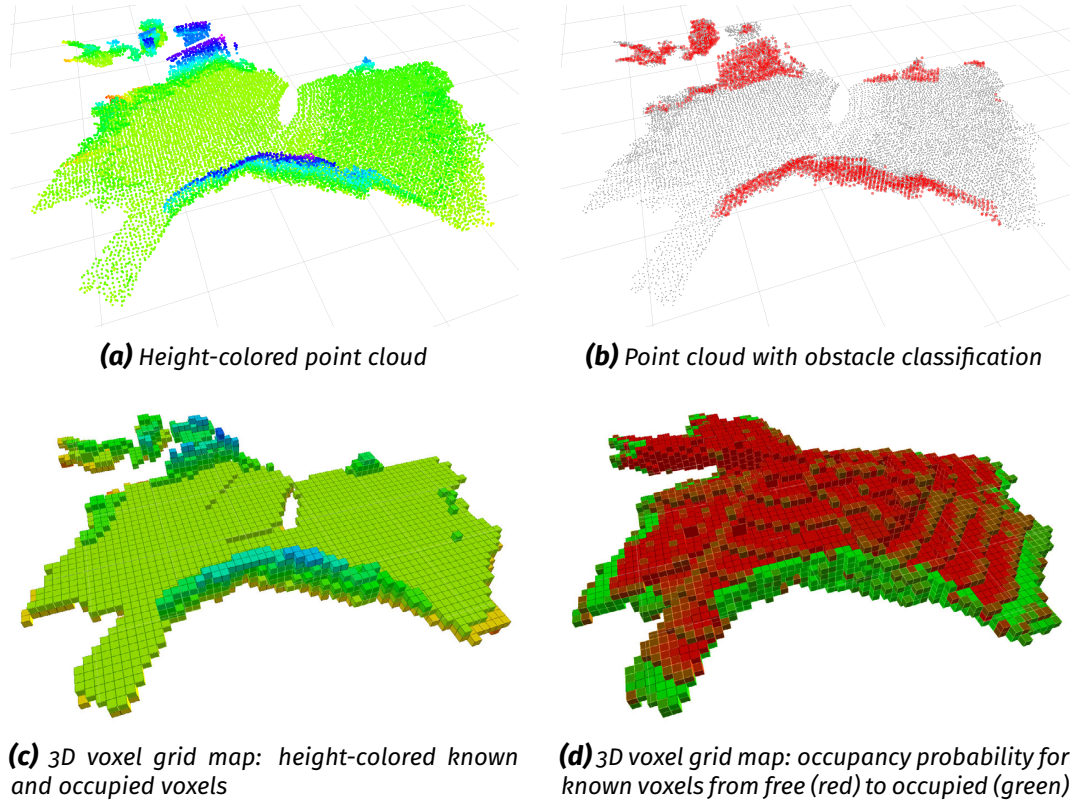 (a) Height-colored point cloud
(b) Point cloud with obstacle classification
(c) 3D voxel grid map: height-colored known
and occupied voxels
(d) 3D voxel grid map: occupancy probability for
known voxels from free (red) to occupied (green)